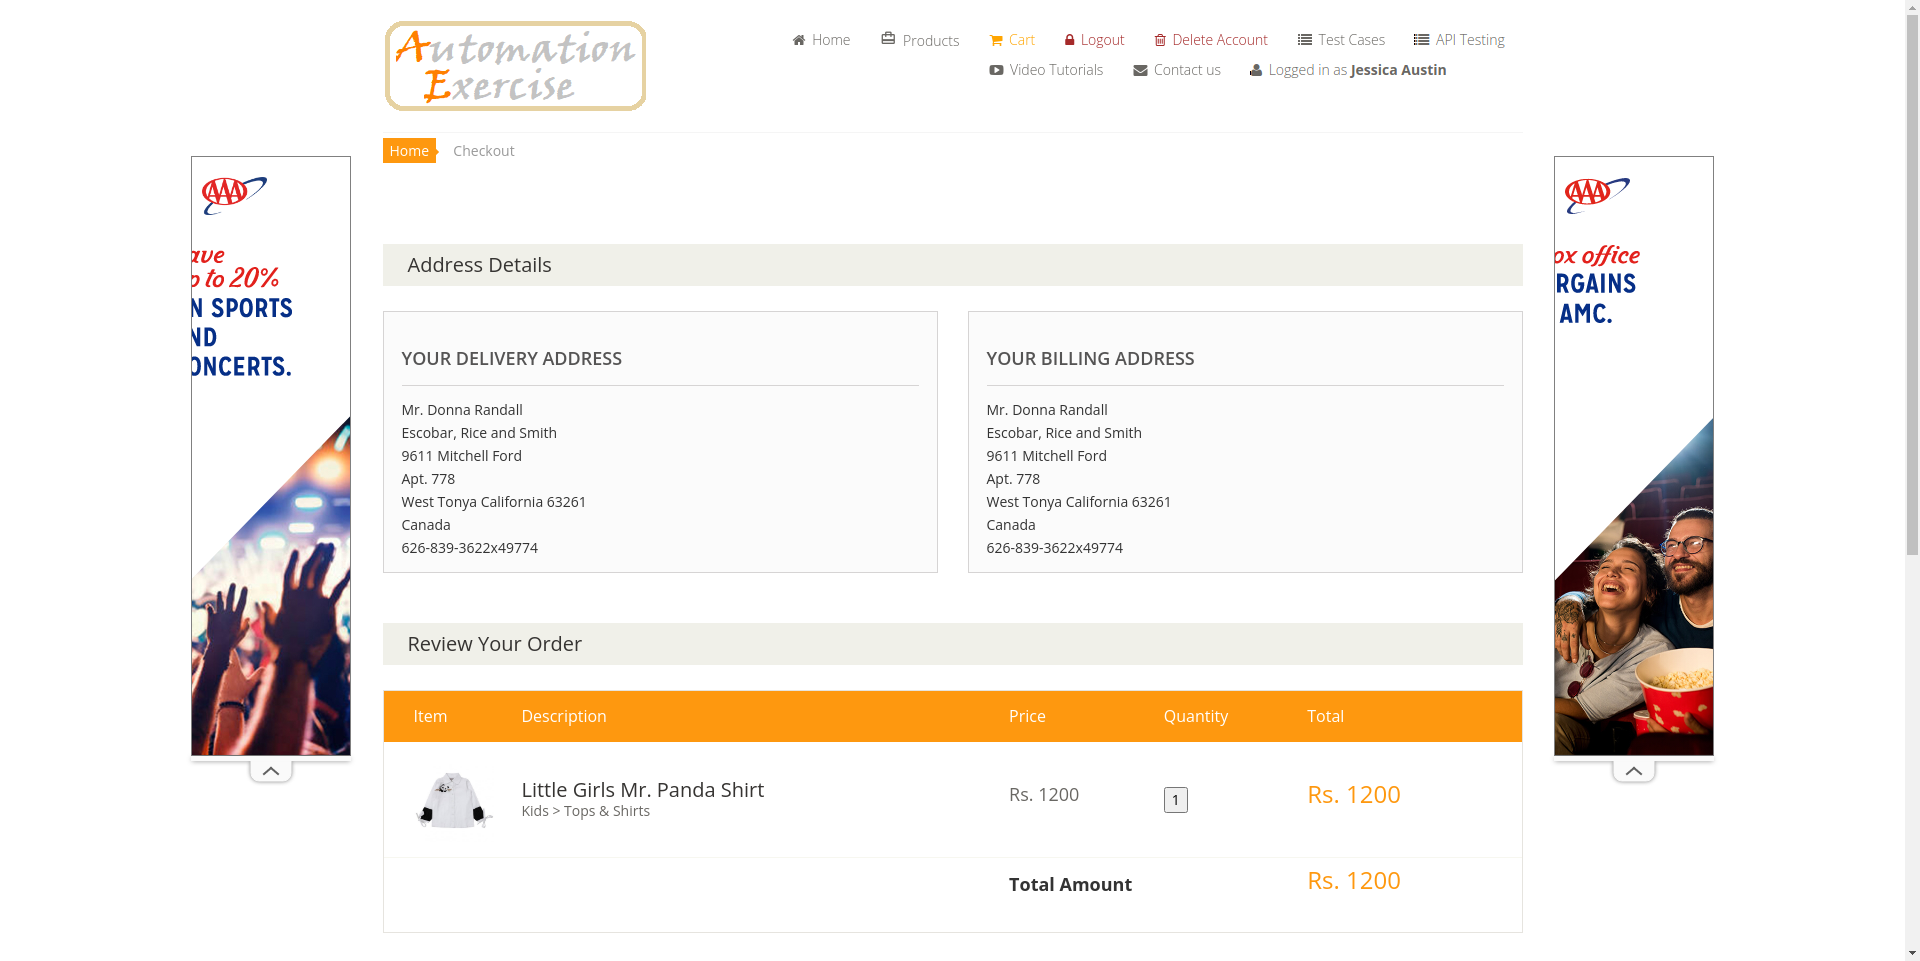 Automation
Exercise
Home
Products
Cart
Logout
Delete Account
Test Cases
API Testing
Video Tutorials
Contact us
Logged in as Jessica Austin
Home
Checkout
AAA
ave
p to 20%
N SPORTS
ND
ONCERTS.
AAA
ox office
RGAINS
AMC.
Address Details
YOUR DELIVERY ADDRESS
Mr. Donna Randall
Escobar, Rice and Smith
9611 Mitchell Ford
Apt. 778
West Tonya California 63261
Canada
626-839-3622x49774
YOUR BILLING ADDRESS
Mr. Donna Randall
Escobar, Rice and Smith
9611 Mitchell Ford
Apt. 778
West Tonya California 63261
Canada
626-839-3622x49774
Review Your Order
Item Description Price Quantity Total
Little Girls Mr. Panda Shirt
Kids > Tops & Shirts
Rs. 1200
1
Rs. 1200
Total Amount
Rs. 1200